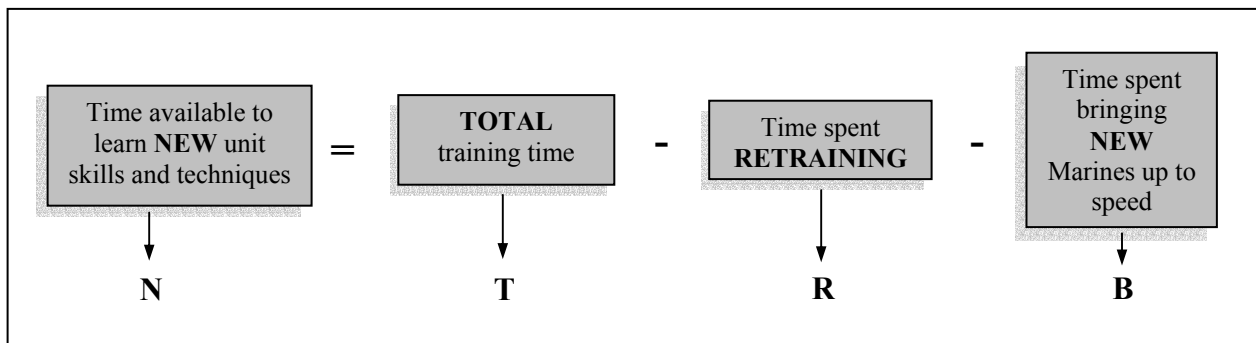 Time available to
learn NEW unit
skills and techniques
=
TOTAL
training time
-
Time spent
RETRAINING
-
Time spent
bringing
NEW
Marines up to
speed
N
T
R
B